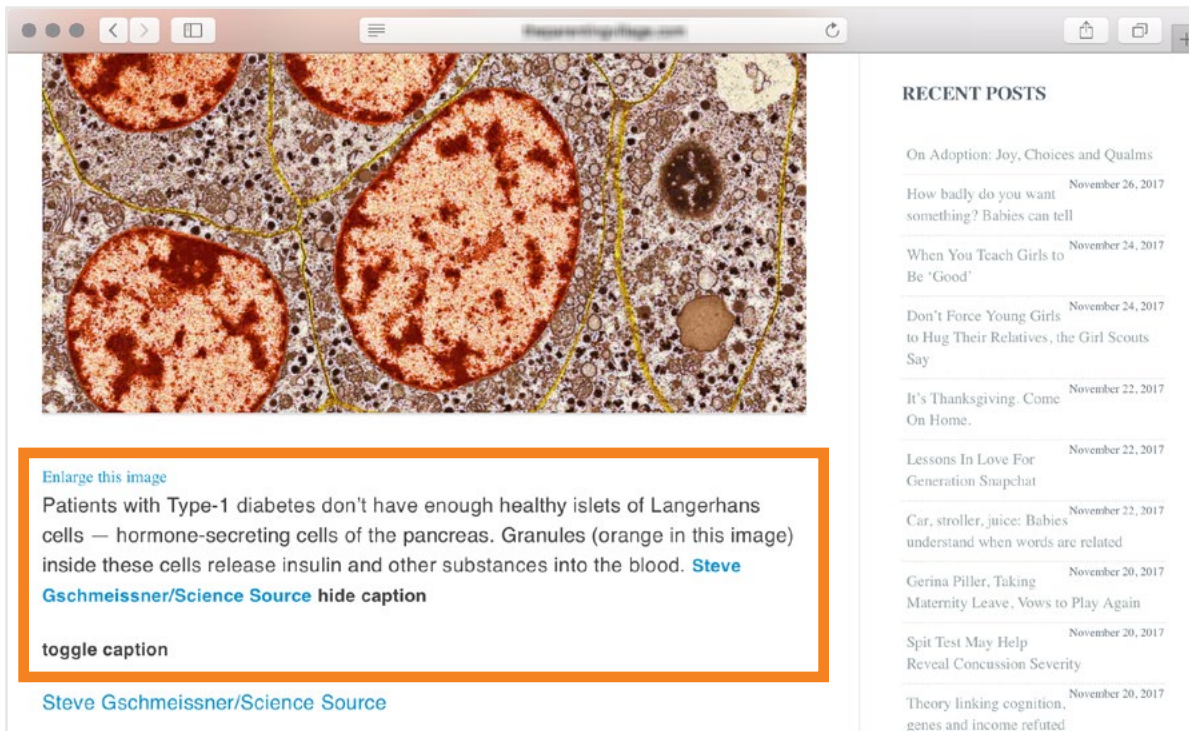 Enlarge this image
Patients with Type-1 diabetes don't have enough healthy islets of Langerhans
cells — hormone-secreting cells of the pancreas. Granules (orange in this image)
inside these cells release insulin and other substances into the blood. Steve
Gschmeissner/Science Source hide caption
toggle caption
Steve Gschmeissner/Science Source
RECENT POSTS
On Adoption: Joy, Choices and Qualms
November 26, 2017
How badly do you want
something? Babies can tell
November 24, 2017
When You Teach Girls to
Be ‘Good’
November 24, 2017
Don't Force Young Girls
to Hug Their Relatives, the Girl Scouts
Say
November 22, 2017
It's Thanksgiving. Come
On Home.
November 22, 2017
Lessons In Love For
Generation Snapchat
November 22, 2017
Car, stroller, juice: Babies
understand when words are related
November 20, 2017
Gerina Piller, Taking
Maternity Leave, Vows to Play Again
November 20, 2017
Spit Test May Help
Reveal Concussion Severity
November 20, 2017
Theory linking cognition,
genes and income refuted